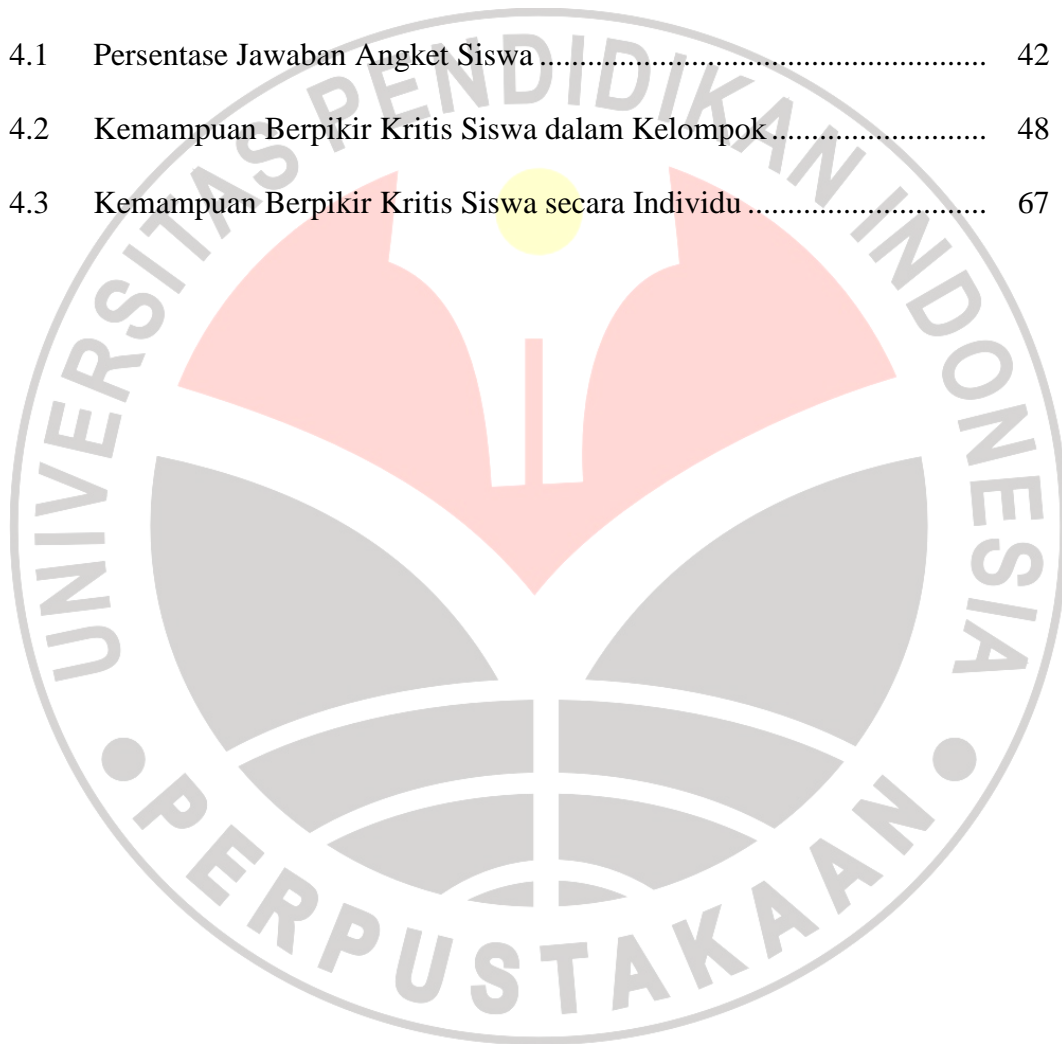 4.1 Persentase Jawaban Angket Siswa ........................................................ 42
4.2 Kemampuan Berpikir Kritis Siswa dalam Kelompok ........................... 48
4.3 Kemampuan Berpikir Kritis Siswa secara Individu .............................. 67
UNIVERSITAS PENDIDIKAN INDONESIA
PERPUSTAKAAN